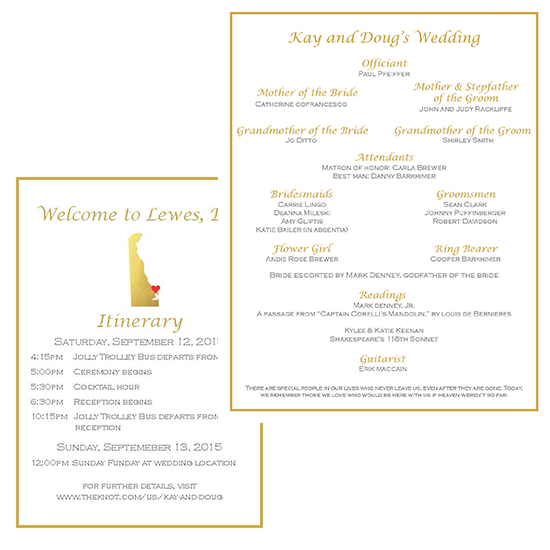 Kay and Doug's Wedding
Officiant
Paul Pfeiffer
Mother of the Bride
Catherine Cofrancesco
Mother & Stepfather
of the Groom
John and Judy Rackliffe
Grandmother of the Bride
Jo Ditto
Grandmother of the Groom
Shirley Smith
Attendants
Matron of honor: Carla Brewer
Best man: Danny Barkhimer
Bridesmaids
Carrie Lingo
Deanna Mileski
Amy Gliptis
Katie Bailer (in absentia)
Groomsmen
Sean Clark
Johnny Puffinberger
Robert Davidson
Flower Girl
Andie Rose Brewer
Ring Bearer
Cooper Barkhimer
Bride escorted by Mark Denney, godfather of the bride
Readings
Mark Denney, Jr.
A passage from "Captain Corelli's Mandolin," by Louis de Bernieres
Kylee & Katie Keenan
Shakespeare's 116th Sonnet
Guitarist
Erik Maccain
There are special people in our lives who never leave us, even after they are gone. Today,
we remember those we love who would be here with us if heaven weren't so far.
Welcome to Lewes,
Itinerary
Saturday, September 12, 2015
4:15pm Jolly Trolley Bus departs from
5:00pm Ceremony begins
5:30pm Cocktail hour
6:30pm Reception begins
10:15pm Jolly Trolley Bus departs from
reception
Sunday, Septemeber 13, 2015
12:00pm Sunday Funday at wedding location
for further details, visit
www.theknot.com/us/kay-and-doug